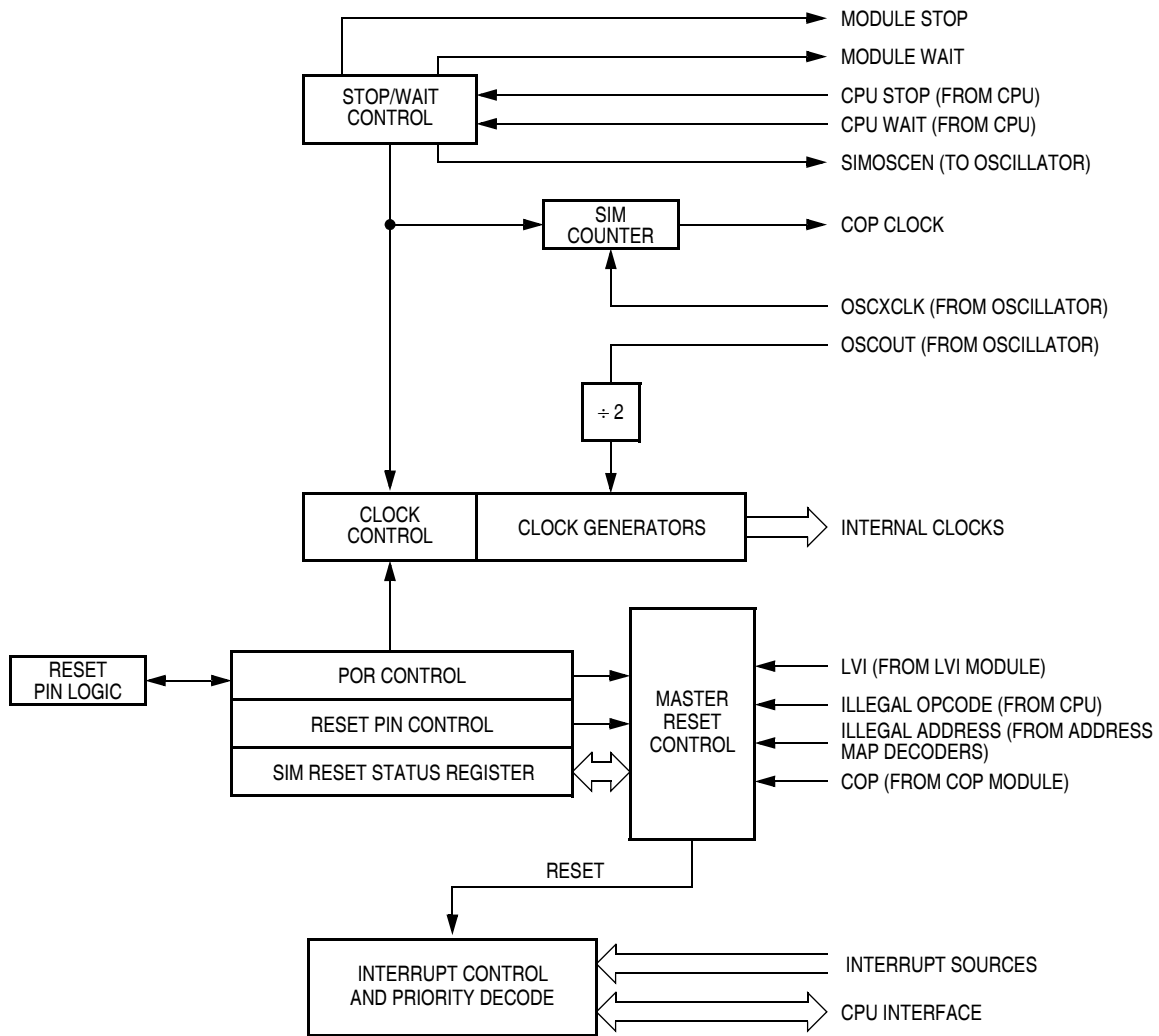 MODULE STOP
MODULE WAIT
STOP/WAIT
CONTROL
CPU STOP (FROM CPU)
CPU WAIT (FROM CPU)
SIMOSCEN (TO OSCILLATOR)
SIM
COUNTER
COP CLOCK
OSCXCLK (FROM OSCILLATOR)
OSCOUT (FROM OSCILLATOR)
÷ 2
CLOCK
CONTROL
CLOCK GENERATORS
INTERNAL CLOCKS
RESET
PIN LOGIC
POR CONTROL
RESET PIN CONTROL
SIM RESET STATUS REGISTER
MASTER
RESET
CONTROL
LVI (FROM LVI MODULE)
ILLEGAL OPCODE (FROM CPU)
ILLEGAL ADDRESS (FROM ADDRESS
MAP DECODERS)
COP (FROM COP MODULE)
RESET
INTERRUPT CONTROL
AND PRIORITY DECODE
INTERRUPT SOURCES
CPU INTERFACE